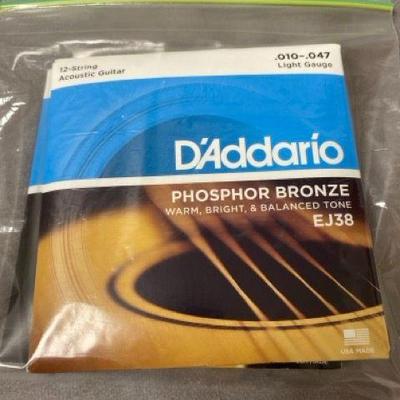 12-String
Acoustic Guitar
.010-.047
Light Gauge
D'Addario
PHOSPHOR BRONZE
WARM, BRIGHT, & BALANCED TONE
EJ38
USA MADE